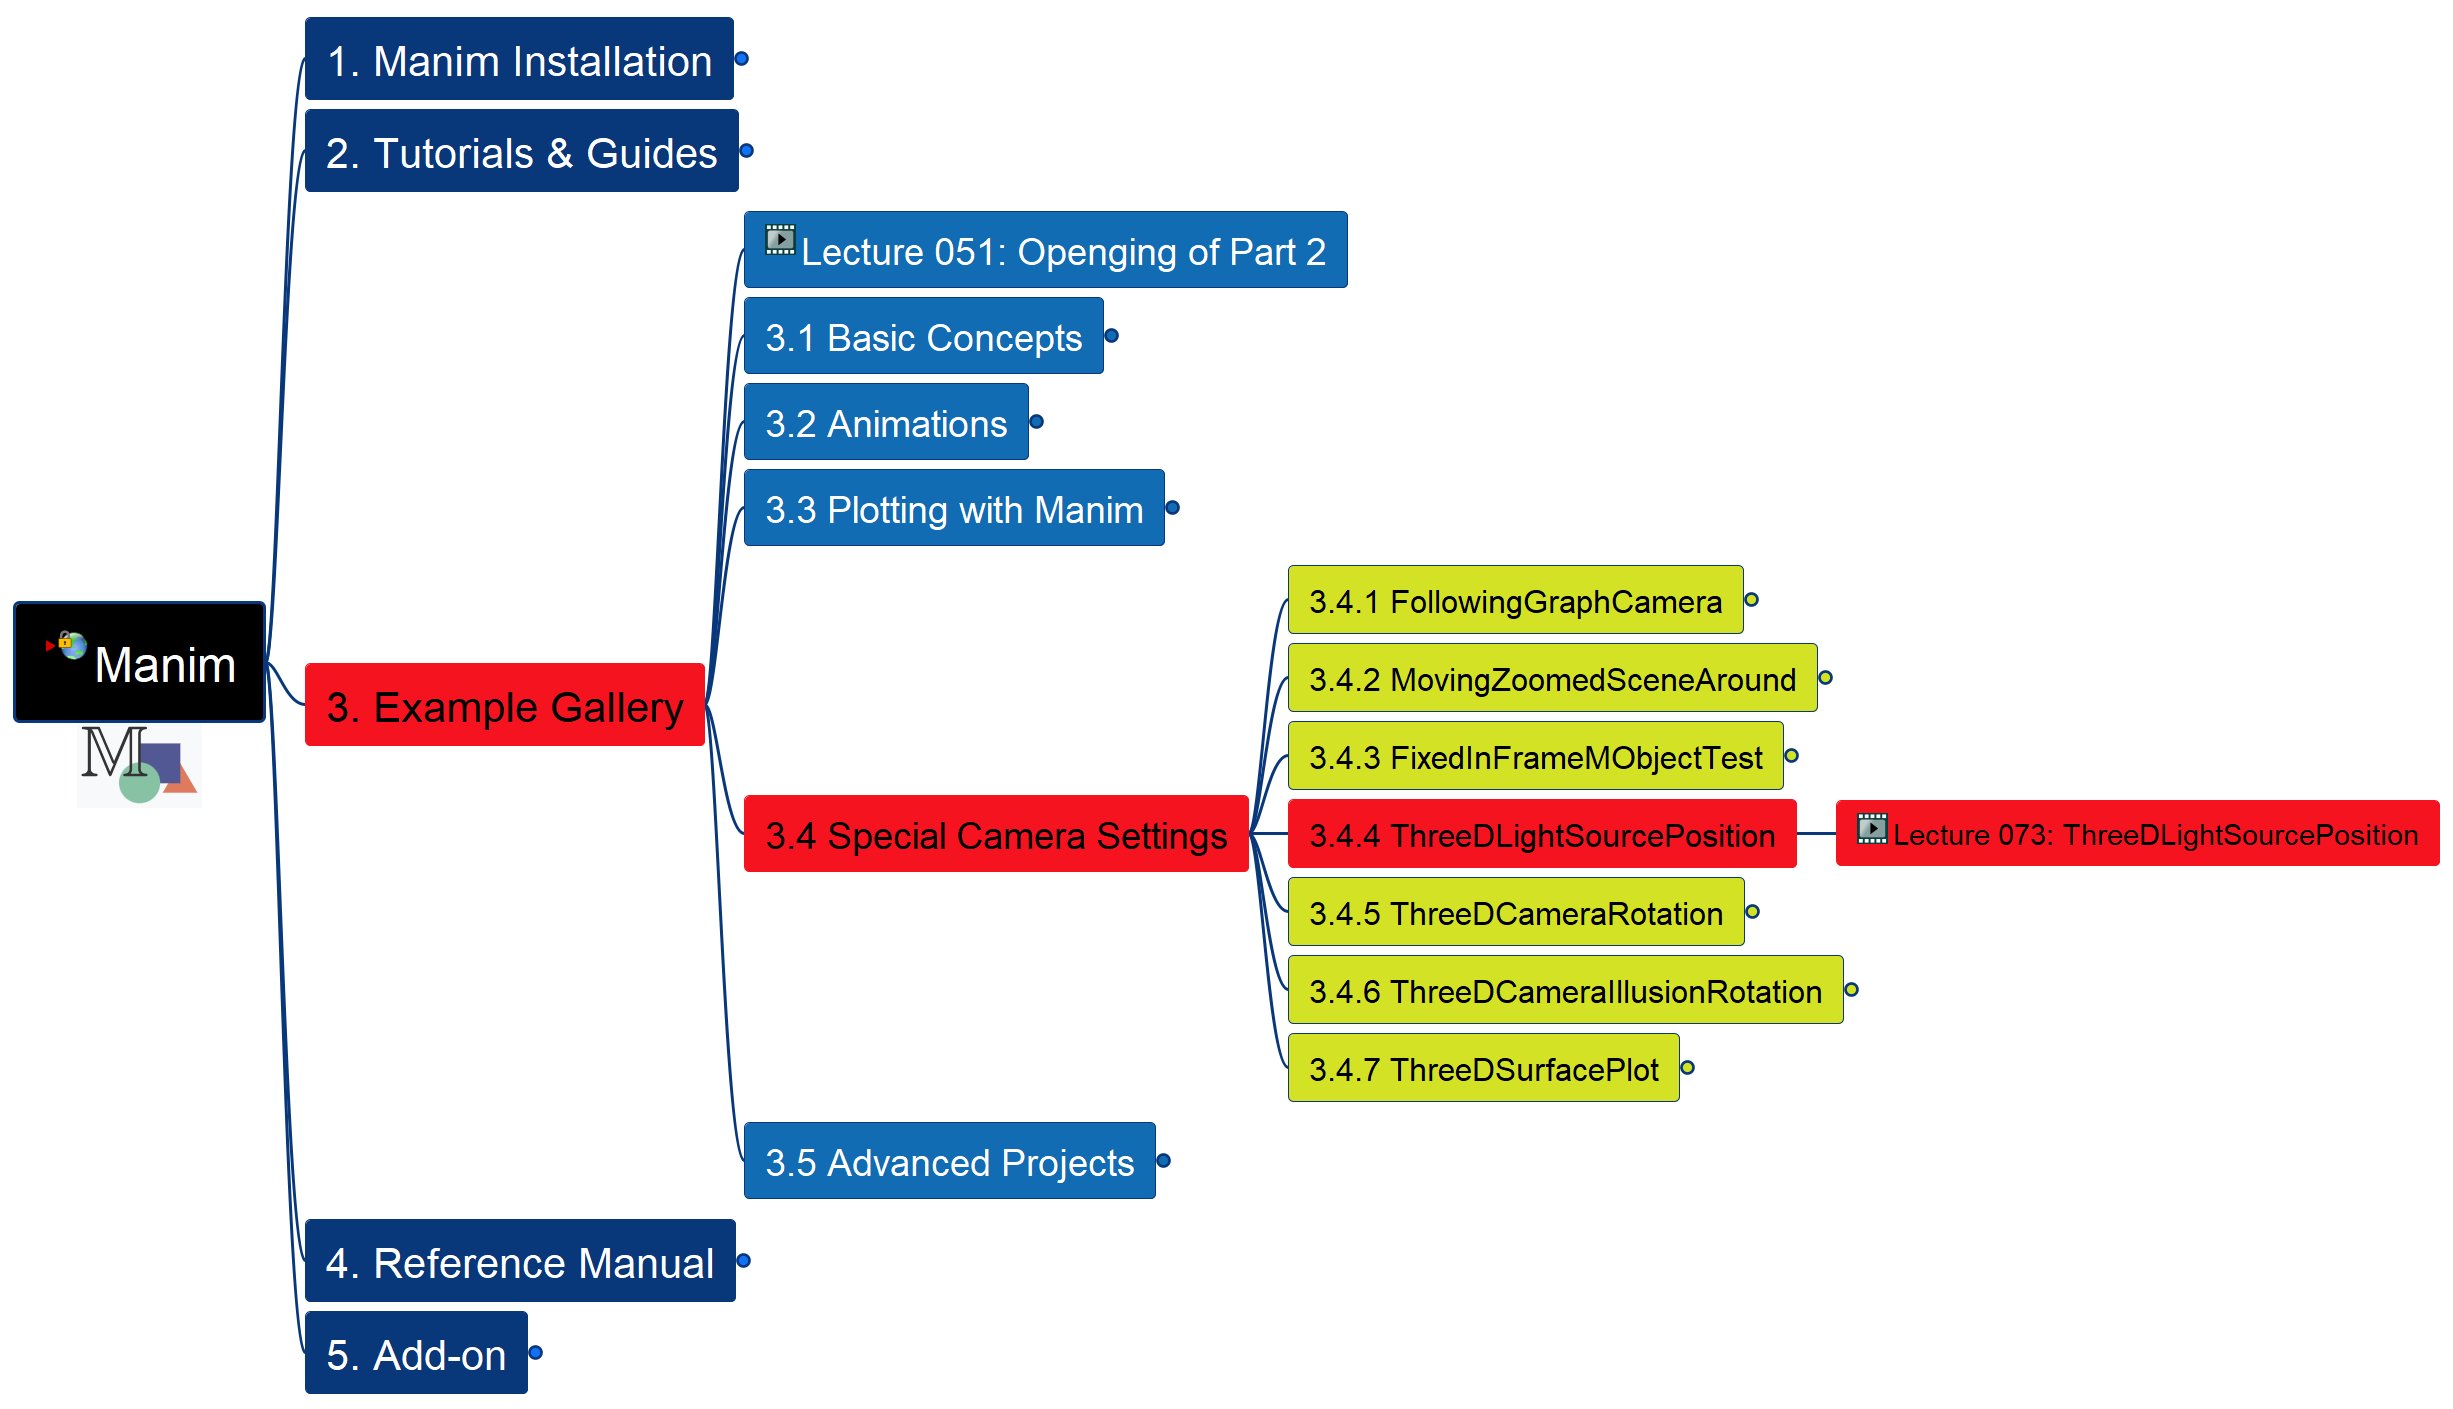 1. Manim Installation
2. Tutorials & Guides
Lecture 051: Openging of Part 2
3.1 Basic Concepts
3.2 Animations
3.3 Plotting with Manim
3.4.1 FollowingGraphCamera
3.4.2 MovingZoomedSceneAround
Manim
3. Example Gallery
M
3.4.3 FixedInFrameMObjectTest
3.4 Special Camera Settings
3.4.4 ThreeDLightSourcePosition
Lecture 073: ThreeDLightSourcePosition
3.4.5 ThreeDCameraRotation
3.4.6 ThreeDCameraIllusionRotation
3.4.7 ThreeDSurfacePlot
3.5 Advanced Projects
4. Reference Manual
5. Add-on